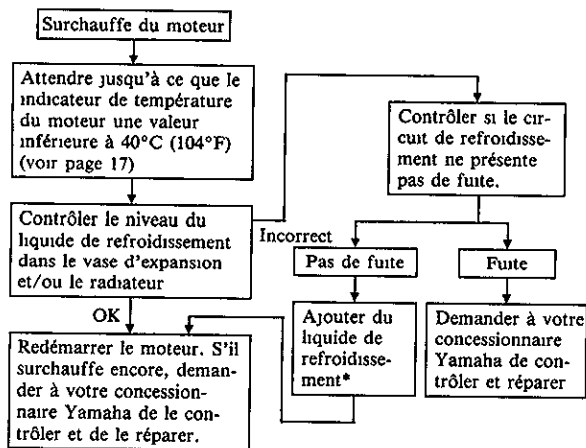 Surchauffe du moteur
Attendre jusqu'à ce que le
indicateur de température
du moteur une valeur
inférieure à 40°C (104°F)
(voir page 17)
Contrôler le niveau du
liquide de refroidissement
dans le vase d'expansion
et/ou le radiateur
Incorrect
OK
Contrôler si le cir-
cuit de refroidisse-
ment ne présente
pas de fuite.
Pas de fuite
Fuite
Ajouter du
liquide de
refroidisse-
ment*
Demander à votre
concessionnaire
Yamaha de con-
trôler et réparer
Redémarrer le moteur. S'il
surchauffe encore, deman-
der à votre concession-
naire Yamaha de le con-
trôler et de le réparer.